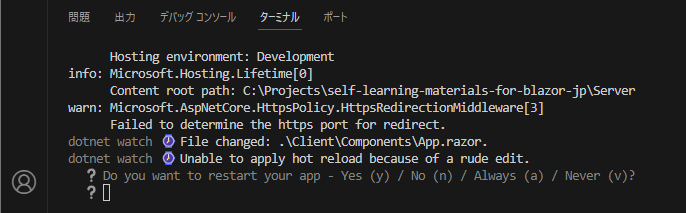 問題 出力 デバッグ コンソール ターミナル ポート
Hosting environment: Development
info: Microsoft.Hosting.Lifetime[0]
Content root path: C:\Projects\self-learning-materials-for-blazor-jp\Server
warn: Microsoft.AspNetCore.HttpsPolicy.HttpsRedirectionMiddleware[3]
Failed to determine the https port for redirect.
dotnet watch ⌚ File changed: .\Client\Components\App.razor.
dotnet watch ⌚ Unable to apply hot reload because of a rude edit.
❔ Do you want to restart your app - Yes (y) / No (n) / Always (a) / Never (v)?
❔